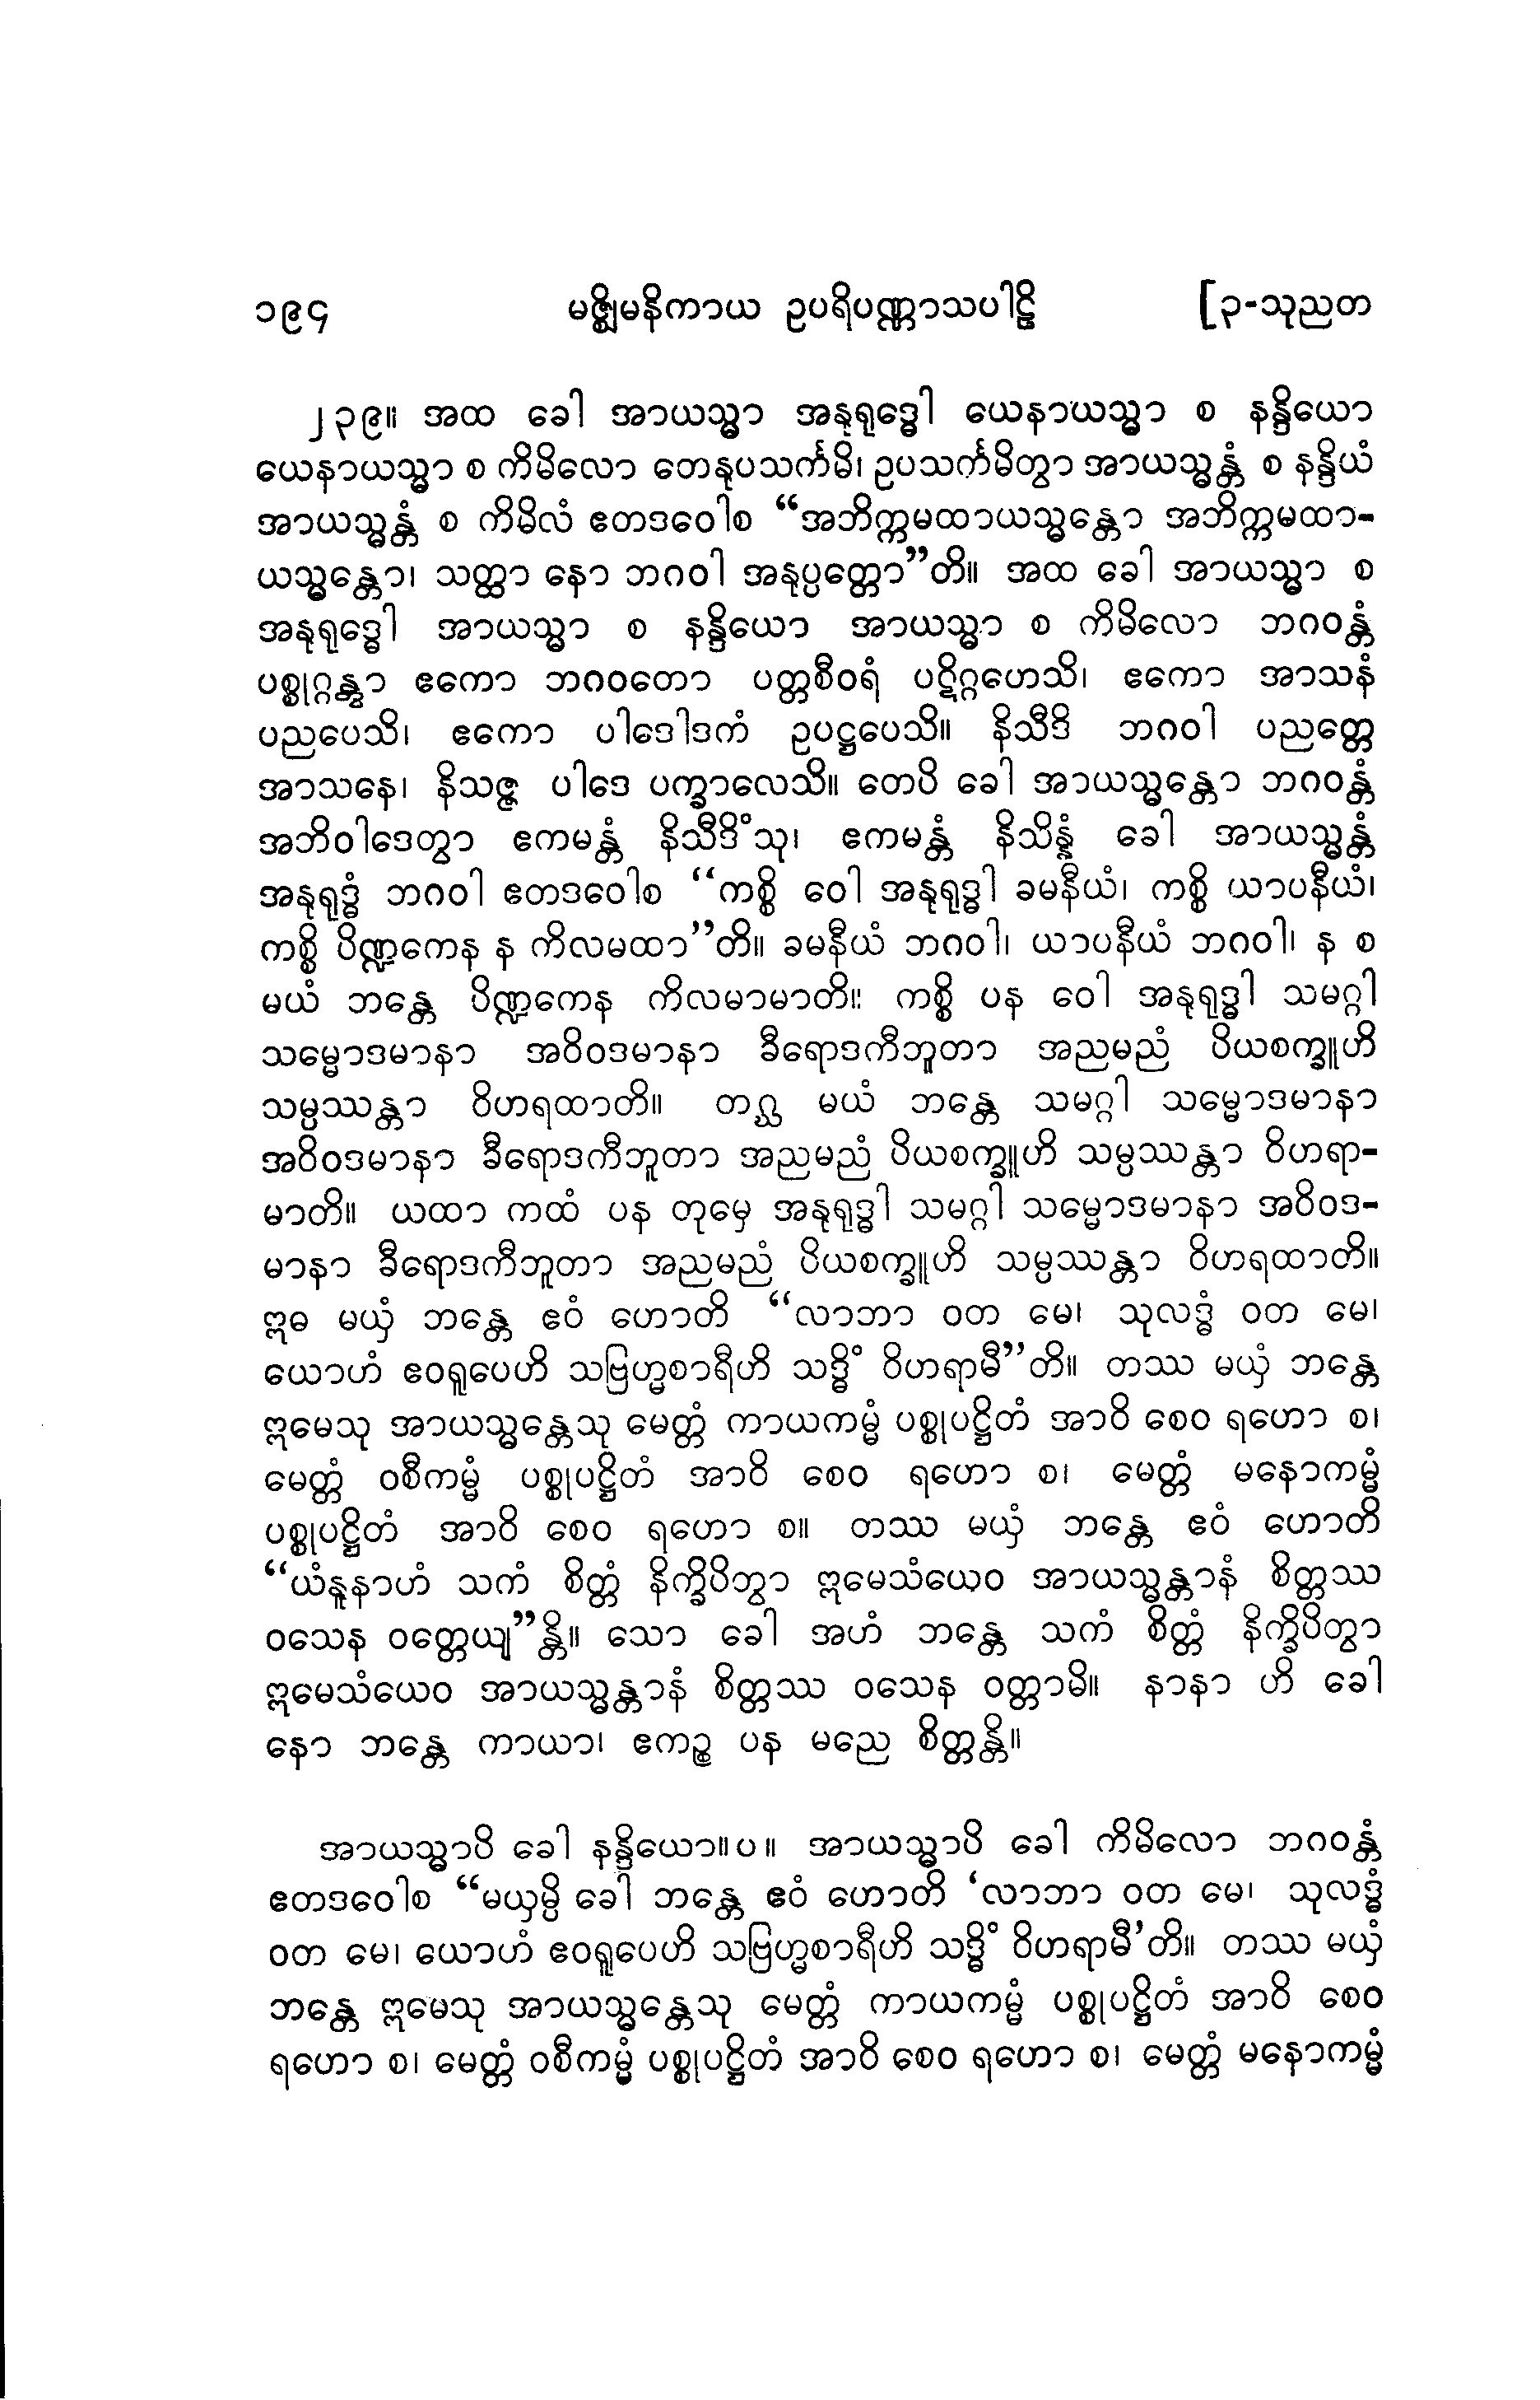 ၁၉၄ မဇ္ဈိမနိကာယ ဥပရိပဏ္ဏာသပါဠိ [၃-သုညတ
၂၃၉။ အထ ခေါ အာယသ္မာ အနုရုဒ္ဓေါ ယေနာယသ္မာ စ နန္ဒိယော
ယေနာယသ္မာ စ ကိမိလော တေနုပသင်္ကမိ၊ ဥပသင်္ကမိတွာ အာယသ္မန္တံ စ နန္ဒိယံ
အာယသ္မန္တံ စ ကိမိလံ ဧတဒဝေါစ “အဘိက္ကမထာယသ္မန္တော အဘိက္ကမထာ-
ယသ္မန္တော၊ သတ္ထာ နော ဘဂဝါ အနုပ္ပတ္တော”တိ။ အထ ခေါ အာယသ္မာ စ
အနုရုဒ္ဓေါ အာယသ္မာ စ နန္ဒိယော အာယသ္မာ စ ကိမိလော ဘဂဝန္တံ
ပစ္စုဂ္ဂန္တွာ ဧကော ဘဂဝတော ပတ္တစီဝရံ ပဋိဂ္ဂဟေသိ၊ ဧကော အာသနံ
ပညပေသိ၊ ဧကော ပါဒေါဒကံ ဥပဋ္ဌပေသိ။ နိသီဒိ ဘဂဝါ ပညတ္တေ
အာသနေ၊ နိသဇ္ဇ ပါဒေ ပက္ခာလေသိ။ တေပိ ခေါ အာယသ္မန္တော ဘဂဝန္တံ
အဘိဝါဒေတွာ ဧကမန္တံ နိသီဒိံသု၊ ဧကမန္တံ နိသိန္နံ ခေါ အာယသ္မန္တံ
အနုရုဒ္ဓံ ဘဂဝါ ဧတဒဝေါစ “ကစ္စိ ဝေါ အနုရုဒ္ဓါ ခမနီယံ၊ ကစ္စိ ယာပနီယံ၊
ကစ္စိ ပိဏ္ဍကေန န ကိလမထာ”တိ။ ခမနီယံ ဘဂဝါ၊ ယာပနီယံ ဘဂဝါ၊ န စ
မယံ ဘန္တေ ပိဏ္ဍကေန ကိလမာမာတိ။ ကစ္စိ ပန ဝေါ အနုရုဒ္ဓါ သမဂ္ဂါ
သမ္မောဒမာနာ အဝိဝဒမာနာ ခီရောဒကီဘူတာ အညမညံ ပိယစက္ခူဟိ
သမ္ပဿန္တာ ဝိဟရထာတိ။ တဂ္ဃ မယံ ဘန္တေ သမဂ္ဂါ သမ္မောဒမာနာ
အဝိဝဒမာနာ ခီရောဒကီဘူတာ အညမညံ ပိယစက္ခူဟိ သမ္ပဿန္တာ ဝိဟရာ-
မာတိ။ ယထာ ကထံ ပန တုမှေ အနုရုဒ္ဓါ သမဂ္ဂါ သမ္မောဒမာနာ အဝိဝဒ-
မာနာ ခီရောဒကီဘူတာ အညမညံ ပိယစက္ခူဟိ သမ္ပဿန္တာ ဝိဟရထာတိ။
ဣဓ မယှံ ဘန္တေ ဧဝံ ဟောတိ “လာဘာ ဝတ မေ၊ သုလဒ္ဓံ ဝတ မေ၊
ယောဟံ ဧဝရူပေဟိ သဗြဟ္မစာရီဟိ သဒ္ဓိံ ဝိဟရာမီ”တိ။ တဿ မယှံ ဘန္တေ
ဣမေသု အာယသ္မန္တေသု မေတ္တံ ကာယကမ္မံ ပစ္စုပဋ္ဌိတံ အာဝိ စေဝ ရဟော စ၊
မေတ္တံ ဝစီကမ္မံ ပစ္စုပဋ္ဌိတံ အာဝိ စေဝ ရဟော စ၊ မေတ္တံ မနောကမ္မံ
ပစ္စုပဋ္ဌိတံ အာဝိ စေဝ ရဟော စ။ တဿ မယှံ ဘန္တေ ဧဝံ ဟောတိ
“ယံနူနာဟံ သကံ စိတ္တံ နိက္ခိပိတွာ ဣမေသံယေဝ အာယသ္မန္တာနံ စိတ္တဿ
ဝသေန ဝတ္တေယျ”န္တိ။ သော ခေါ အဟံ ဘန္တေ သကံ စိတ္တံ နိက္ခိပိတွာ
ဣမေသံယေဝ အာယသ္မန္တာနံ စိတ္တဿ ဝသေန ဝတ္တာမိ။ နာနာ ဟိ ခေါ
နော ဘန္တေ ကာယာ၊ ဧကဉ္စ ပန မညေ စိတ္တန္တိ။
အာယသ္မာပိ ခေါ နန္ဒိယော။ပ။ အာယသ္မာပိ ခေါ ကိမိလော ဘဂဝန္တံ
ဧတဒဝေါစ “မယှမ္ပိ ခေါ ဘန္တေ ဧဝံ ဟောတိ ‘လာဘာ ဝတ မေ၊ သုလဒ္ဓံ
ဝတ မေ၊ ယောဟံ ဧဝရူပေဟိ သဗြဟ္မစာရီဟိ သဒ္ဓိံ ဝိဟရာမီ’တိ။ တဿ မယှံ
ဘန္တေ ဣမေသု အာယသ္မန္တေသု မေတ္တံ ကာယကမ္မံ ပစ္စုပဋ္ဌိတံ အာဝိ စေဝ
ရဟော စ၊ မေတ္တံ ဝစီကမ္မံ ပစ္စုပဋ္ဌိတံ အာဝိ စေဝ ရဟော စ၊ မေတ္တံ မနောကမ္မံ